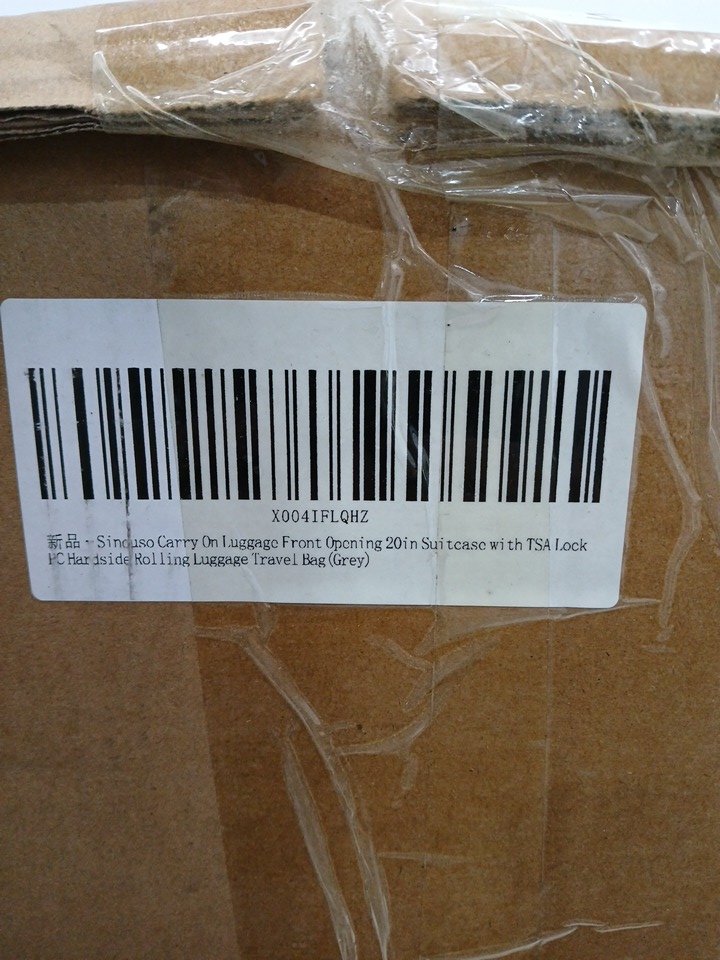 X004IFLQHZ
新品 - Sinouso Carry On Luggage Front Opening 20in Suitcase with TSA Lock
PC Hardside Rolling Luggage Travel Bag(Grey)